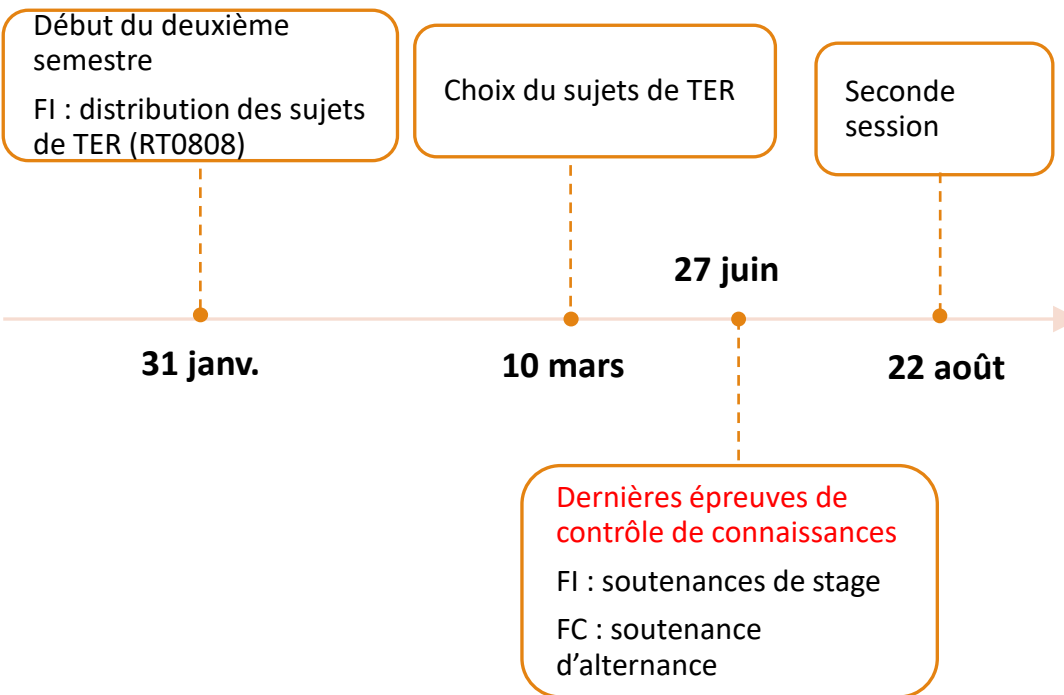 Début du deuxième
semestre
FI : distribution des sujets
de TER (RT0808)
Choix du sujets de TER
Seconde
session
27 juin
31 janv.
10 mars
22 août
Dernières épreuves de
contrôle de connaissances
FI : soutenances de stage
FC : soutenance
d’alternance